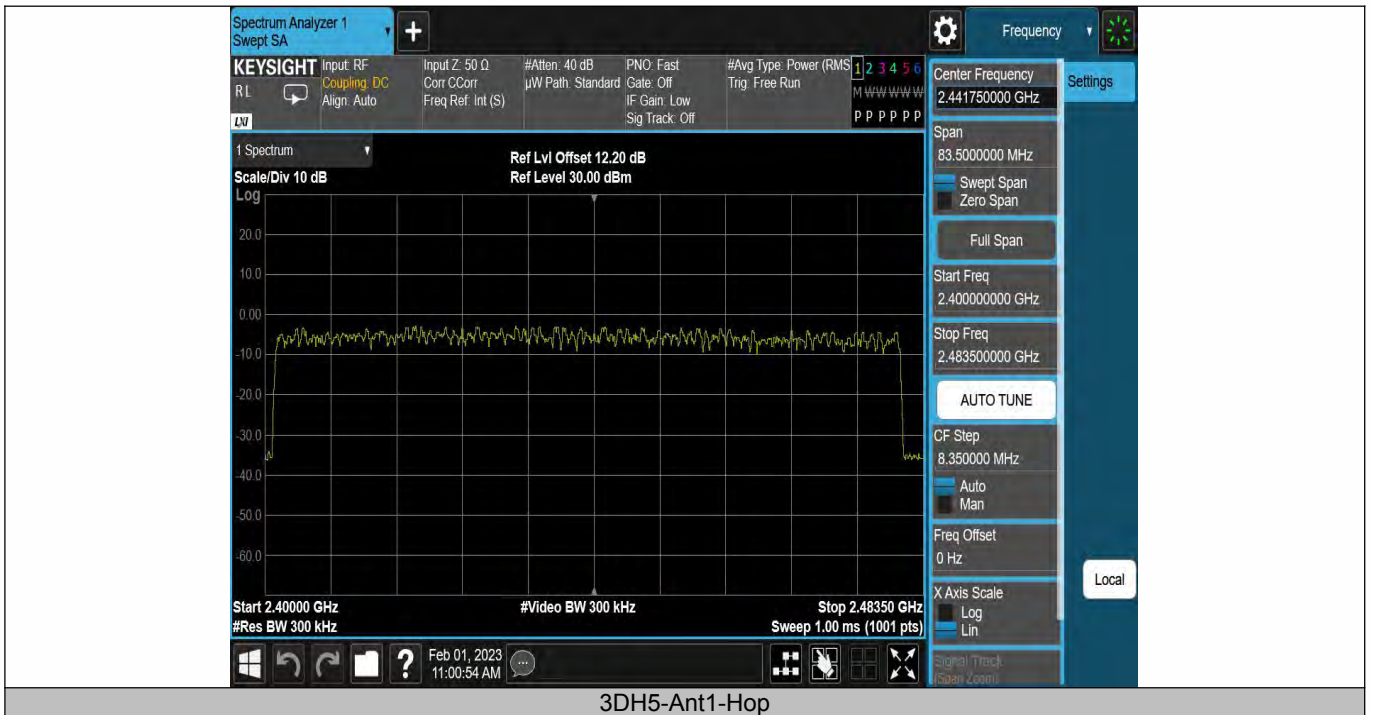 Spectrum Analyzer 1
Swept SA
+
Frequency
KEYSIGHT
R L
LXI
Input: RF
Coupling: DC
Align: Auto
Input Z: 50 Ω
Corr CCorr
Freq Ref: Int (S)
#Atten: 40 dB
µW Path: Standard
PNO: Fast
Gate: Off
IF Gain: Low
Sig Track: Off
#Avg Type: Power (RMS
Trig: Free Run
1 2 3 4 5 6
M W W W W W
P P P P P P
1 Spectrum
Scale/Div 10 dB
Log
Ref Lvl Offset 12.20 dB
Ref Level 30.00 dBm
20.0
10.0
0.00
-10.0
-20.0
-30.0
-40.0
-50.0
-60.0
Start 2.40000 GHz
#Res BW 300 kHz
#Video BW 300 kHz
Stop 2.48350 GHz
Sweep 1.00 ms (1001 pts)
Center Frequency
2.441750000 GHz
Settings
Span
83.5000000 MHz
Swept Span
Zero Span
Full Span
Start Freq
2.400000000 GHz
Stop Freq
2.483500000 GHz
AUTO TUNE
CF Step
8.350000 MHz
Auto
Man
Freq Offset
0 Hz
X Axis Scale
Log
Lin
Local
Signal Track
(Span Zoom)
?
Feb 01, 2023
11:00:54 AM
3DH5-Ant1-Hop